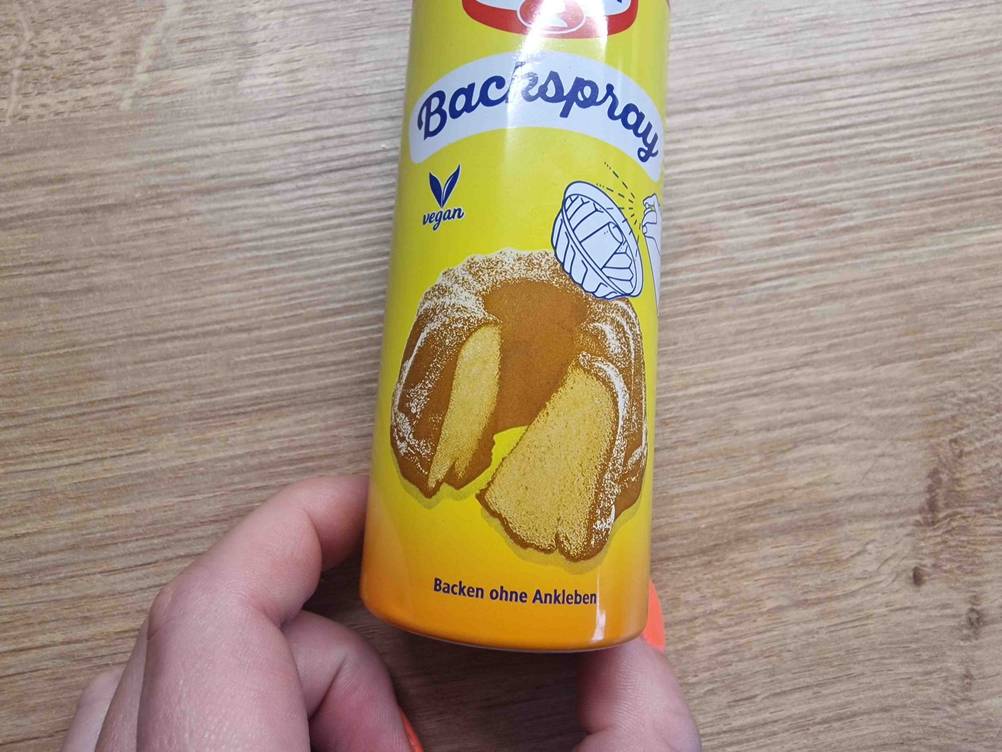 Backspray
vegan
Backen ohne Ankleben